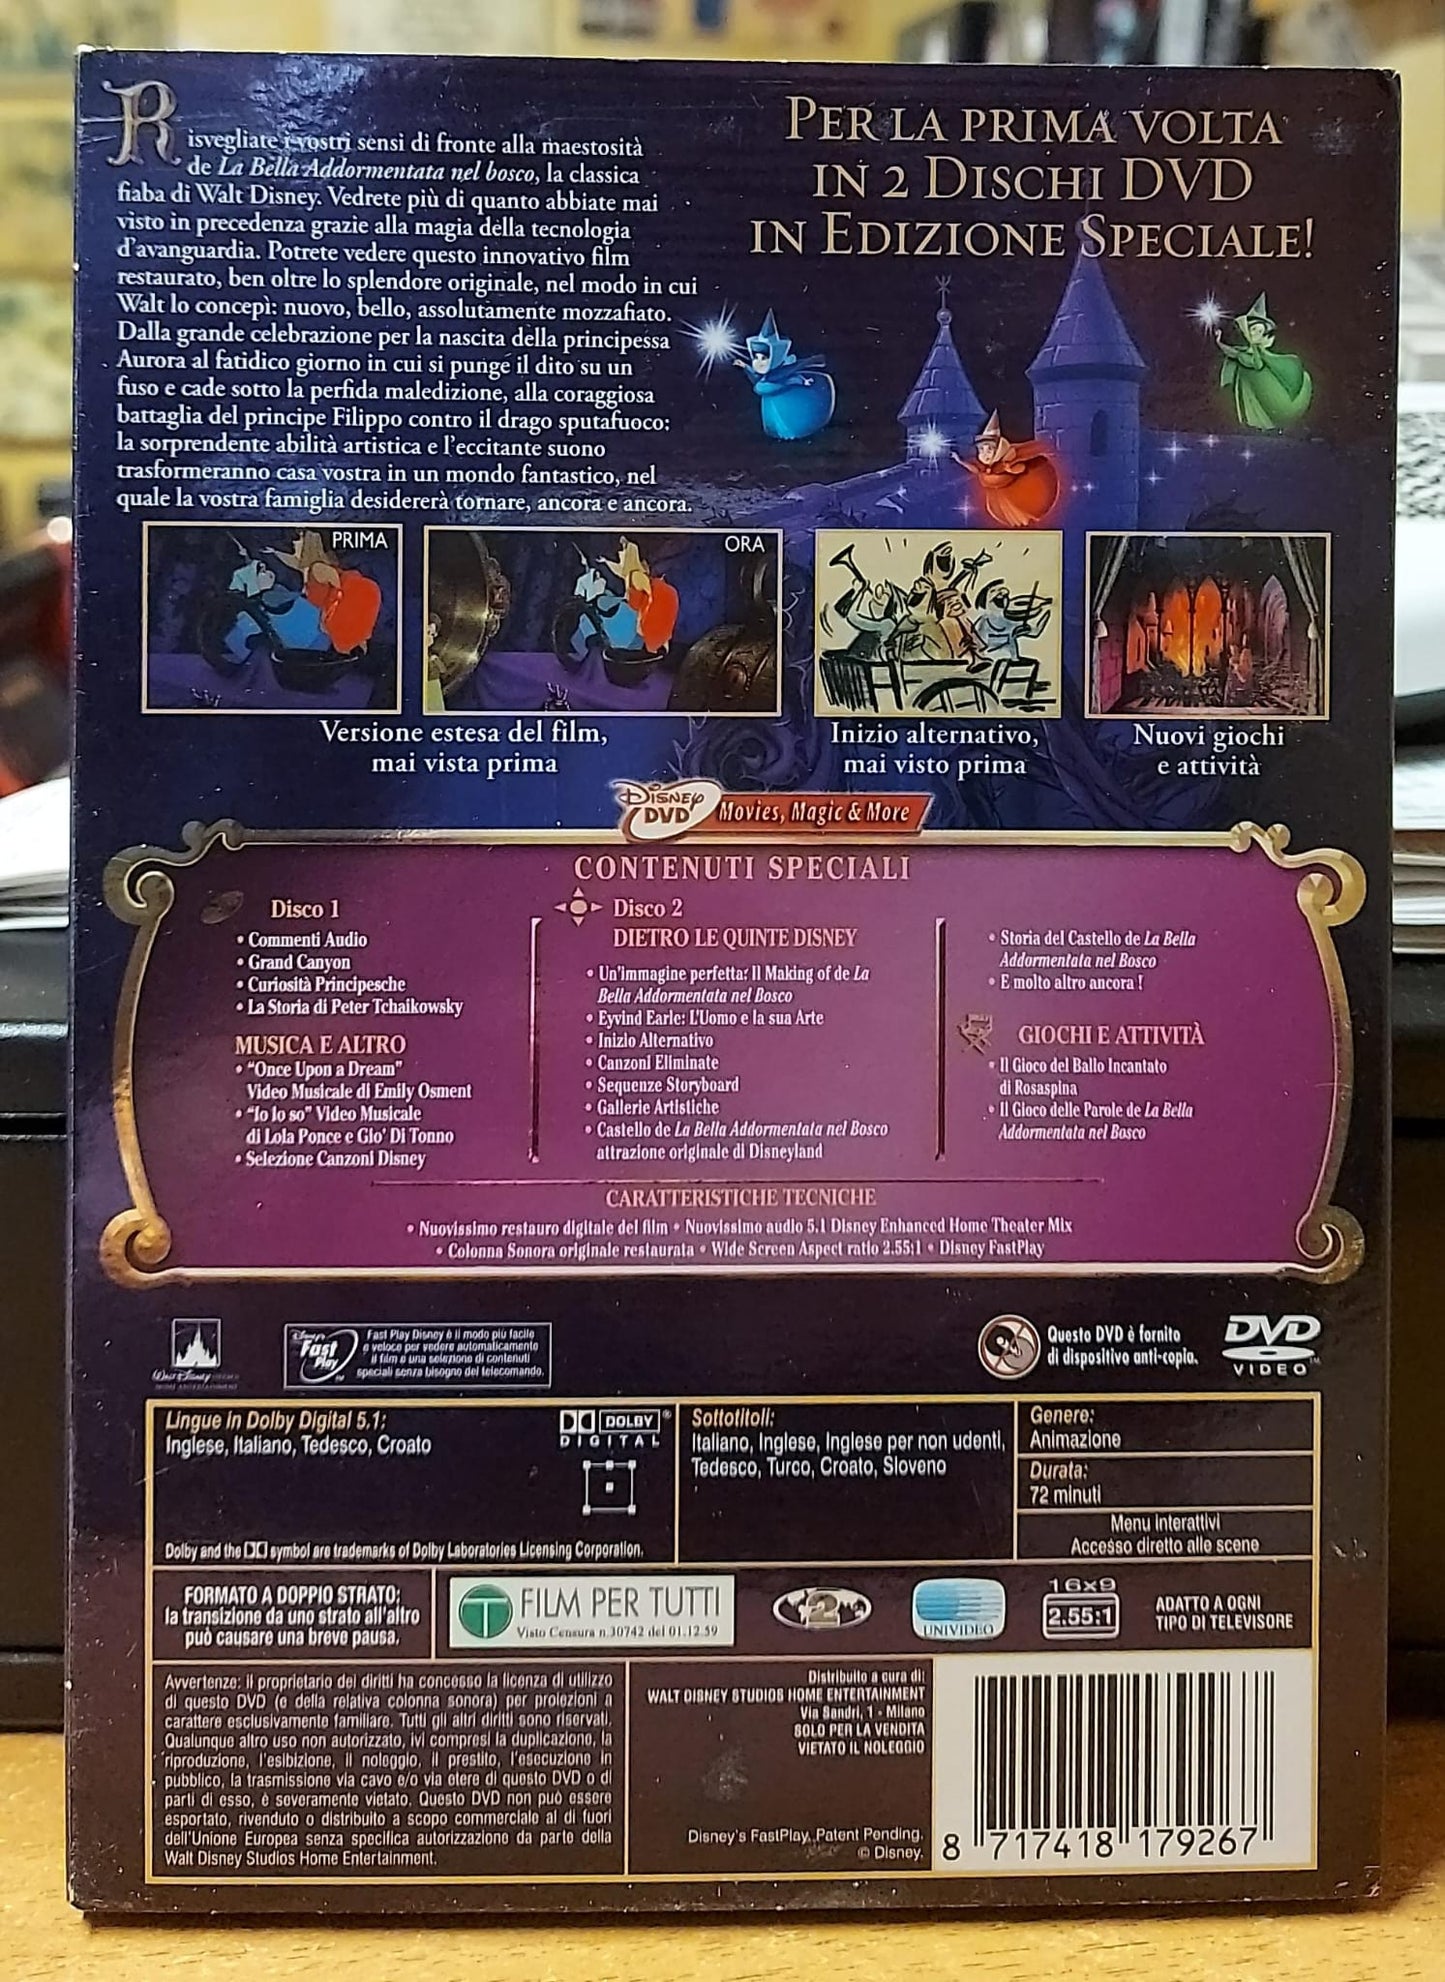 Risvegliate i vostri sensi di fronte alla maestosità
de La Bella Addormentata nel bosco, la classica
fiaba di Walt Disney. Vedrete più di quanto abbiate mai
visto in precedenza grazie alla magia della tecnologia
d'avanguardia. Potrete vedere questo innovativo film
restaurato, ben oltre lo splendore originale, nel modo in cui
Walt lo concepì: nuovo, bello, assolutamente mozzafiato.
Dalla grande celebrazione per la nascita della principessa
Aurora al fatidico giorno in cui si punge il dito su un
fuso e cade sotto la perfida maledizione, alla coraggiosa
battaglia del principe Filippo contro il drago sputafuoco:
la sorprendente abilità artistica e l'eccitante suono
trasformeranno casa vostra in un mondo fantastico, nel
quale la vostra famiglia desidererà tornare, ancora e ancora.
PER LA PRIMA VOLTA
IN 2 DISCHI DVD
IN EDIZIONE SPECIALE!
PRIMA
ORA
Versione estesa del film,
mai vista prima
Inizio alternativo,
mai visto prima
Nuovi giochi
e attività
Disney DVD Movies, Magic & More
CONTENUTI SPECIALI
Disco 1
• Commenti Audio
• Grand Canyon
• Curiosità Principesche
• La Storia di Peter Tchaikowsky
MUSICA E ALTRO
• "Once Upon a Dream"
Video Musicale di Emily Osment
• "Io lo so" Video Musicale
di Lola Ponce e Gio' Di Tonno
• Selezione Canzoni Disney
Disco 2
DIETRO LE QUINTE DISNEY
• Un'immagine perfetta: Il Making of de La
Bella Addormentata nel Bosco
• Eyvind Earle: L'Uomo e la sua Arte
• Inizio Alternativo
• Canzoni Eliminate
• Sequenze Storyboard
• Gallerie Artistiche
• Castello de La Bella Addormentata nel Bosco
attrazione originale di Disneyland
• Storia del Castello de La Bella
Addormentata nel Bosco
• E molto altro ancora !
GIOCHI E ATTIVITÀ
• Il Gioco del Ballo Incantato
di Rosaspina
• Il Gioco delle Parole de La Bella
Addormentata nel Bosco
CARATTERISTICHE TECNICHE
• Nuovissimo restauro digitale del film • Nuovissimo audio 5.1 Disney Enhanced Home Theater Mix
• Colonna Sonora originale restaurata • Wide Screen Aspect ratio 2.55:1 • Disney FastPlay
Walt Disney
Disney's Fast Play
Fast Play Disney è il modo più facile
e veloce per vedere automaticamente
il film e una selezione di contenuti
speciali senza bisogno del telecomando.
Questo DVD è fornito
di dispositivo anti-copia.
DVD
VIDEO™
Lingue in Dolby Digital 5.1:
Inglese, Italiano, Tedesco, Croato
DOLBY®
DIGITAL
Dolby and the symbol are trademarks of Dolby Laboratories Licensing Corporation.
Sottotitoli:
Italiano, Inglese, Inglese per non udenti,
Tedesco, Turco, Croato, Sloveno
Genere:
Animazione
Durata:
72 minuti
Menu interattivi
Accesso diretto alle scene
FORMATO A DOPPIO STRATO:
la transizione da uno strato all'altro
può causare una breve pausa.
T FILM PER TUTTI
Visto Censura n.30742 del 01.12.59
2
UNIVIDEO
16x9
2.55:1
ADATTO A OGNI
TIPO DI TELEVISORE
Avvertenze: il proprietario dei diritti ha concesso la licenza di utilizzo
di questo DVD (e della relativa colonna sonora) per proiezioni a
carattere esclusivamente familiare. Tutti gli altri diritti sono riservati.
Qualunque altro uso non autorizzato, ivi compresi la duplicazione, la
riproduzione, l'esibizione, il noleggio, il prestito, l'esecuzione in
pubblico, la trasmissione via cavo e/o via etere di questo DVD o di
parti di esso, è severamente vietato. Questo DVD non può essere
esportato, rivenduto o distribuito a scopo commerciale al di fuori
dell'Unione Europea senza specifica autorizzazione da parte della
Walt Disney Studios Home Entertainment.
Distribuito a cura di:
WALT DISNEY STUDIOS HOME ENTERTAINMENT
Via Sandri, 1 - Milano
SOLO PER LA VENDITA
VIETATO IL NOLEGGIO
Disney's FastPlay, Patent Pending.
© Disney.
8 717418 179267